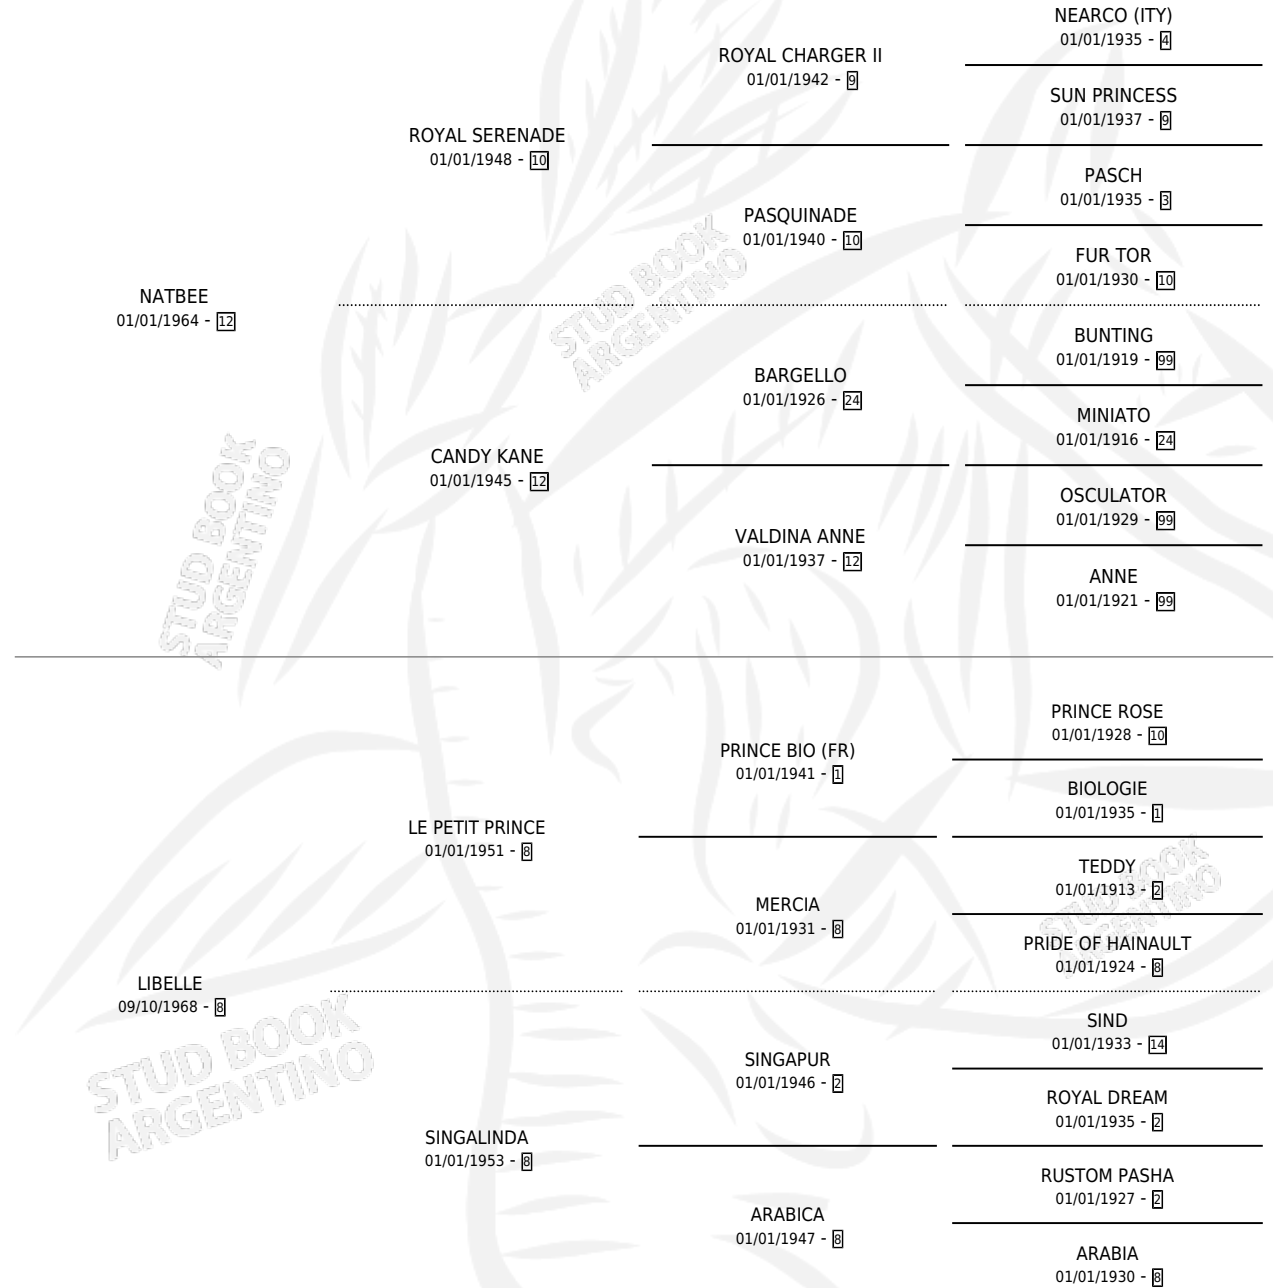 NEARCO (ITY)
01/01/1935 - 4
ROYAL CHARGER II
01/01/1942 - 9
SUN PRINCESS
01/01/1937 - 9
ROYAL SERENADE
01/01/1948 - 10
PASCH
01/01/1935 - 3
PASQUINADE
01/01/1940 - 10
FUR TOR
01/01/1930 - 10
NATBEE
01/01/1964 - 12
STUD BOOK
ARGENTINO
BUNTING
01/01/1919 - 99
BARGELLO
01/01/1926 - 24
MINIATO
01/01/1916 - 24
CANDY KANE
01/01/1945 - 12
OSCULATOR
01/01/1929 - 99
VALDINA ANNE
01/01/1937 - 12
ANNE
01/01/1921 - 99
STUD BOOK
ARGENTINO
PRINCE ROSE
01/01/1928 - 10
PRINCE BIO (FR)
01/01/1941 - 1
BIOLOGIE
01/01/1935 - 1
LE PETIT PRINCE
01/01/1951 - 8
TEDDY
01/01/1913 - 2
MERCIA
01/01/1931 - 8
PRIDE OF HAINAULT
01/01/1924 - 8
STUD BOOK
ARGENTINO
LIBELLE
09/10/1968 - 8
SIND
01/01/1933 - 14
SINGAPUR
01/01/1946 - 2
ROYAL DREAM
01/01/1935 - 2
STUD BOOK
ARGENTINO
SINGALINDA
01/01/1953 - 8
RUSTOM PASHA
01/01/1927 - 2
ARABICA
01/01/1947 - 8
ARABIA
01/01/1930 - 8